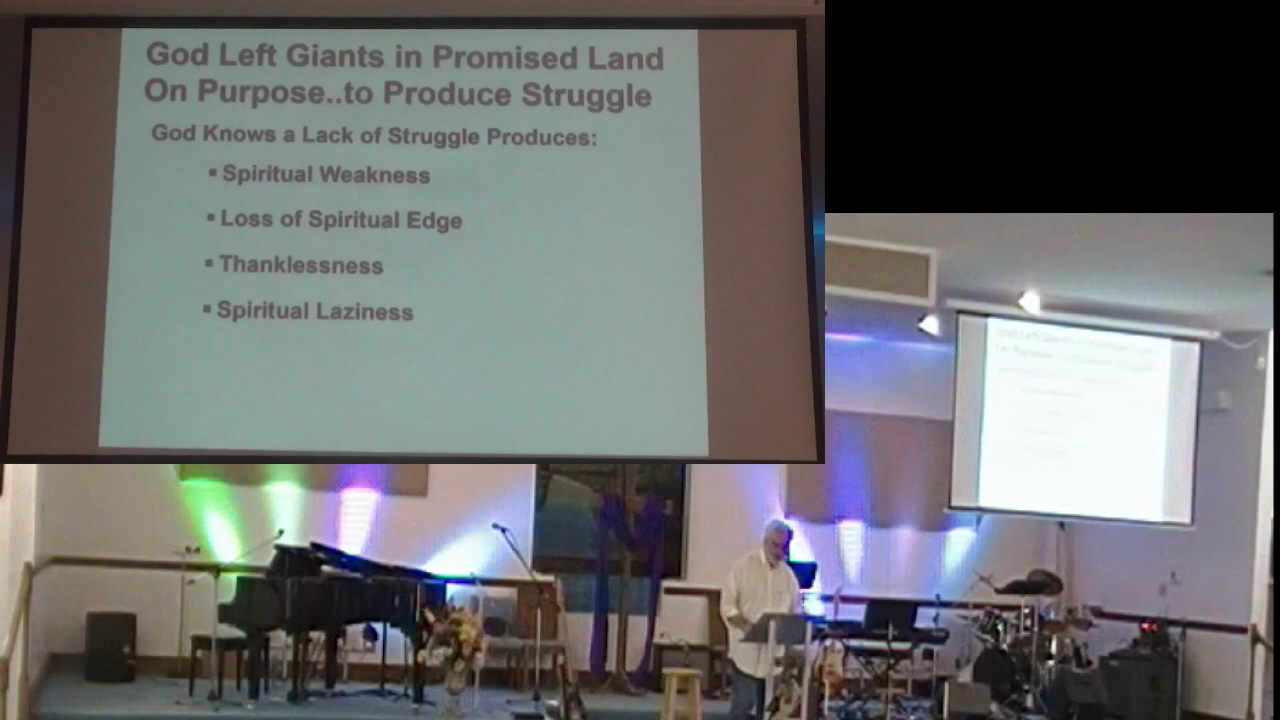 God Left Giants in Promised Land
On Purpose..to Produce Struggle
God Knows a Lack of Struggle Produces:
▪ Spiritual Weakness
▪ Loss of Spiritual Edge
▪ Thanklessness
▪ Spiritual Laziness